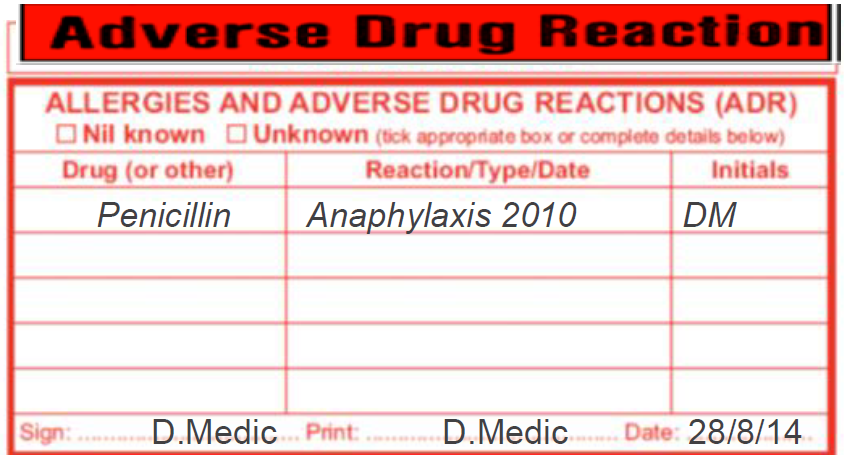 Adverse Drug Reaction
ALLERGIES AND ADVERSE DRUG REACTIONS (ADR)
☐ Nil known ☐ Unknown (tick appropriate box or complete details below)
Drug (or other) Reaction/Type/Date Initials
Penicillin Anaphylaxis 2010 DM
Sign: D.Medic Print: D.Medic Date: 28/8/14